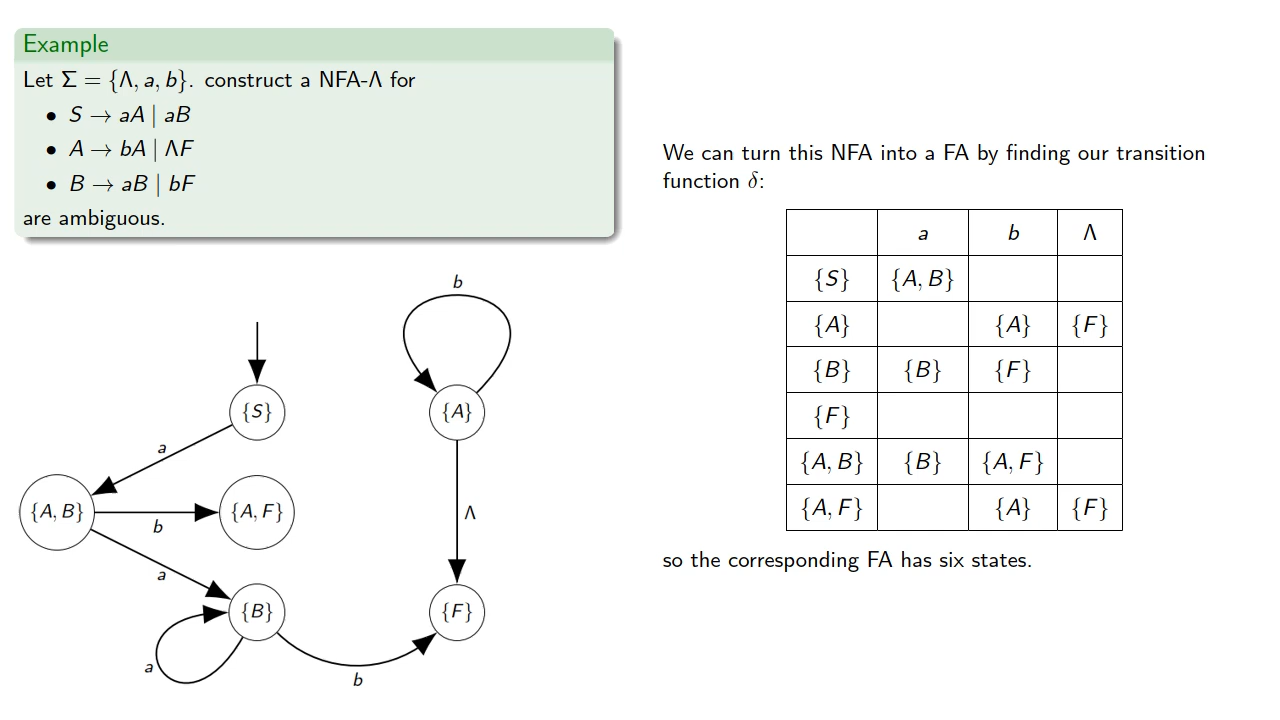 Example
Let Σ = {Λ, a, b}. construct a NFA-Λ for
• S → aA | aB
• A → bA | ΛF
• B → aB | bF
are ambiguous.
b
{S}
{A}
a
{A, B}
{A, F}
Λ
b
a
{B}
{F}
a
b
We can turn this NFA into a FA by finding our transition
function δ:
a b Λ
{S} {A, B}
{A} {A} {F}
{B} {B} {F}
{F}
{A, B} {B} {A, F}
{A, F} {A} {F}
so the corresponding FA has six states.